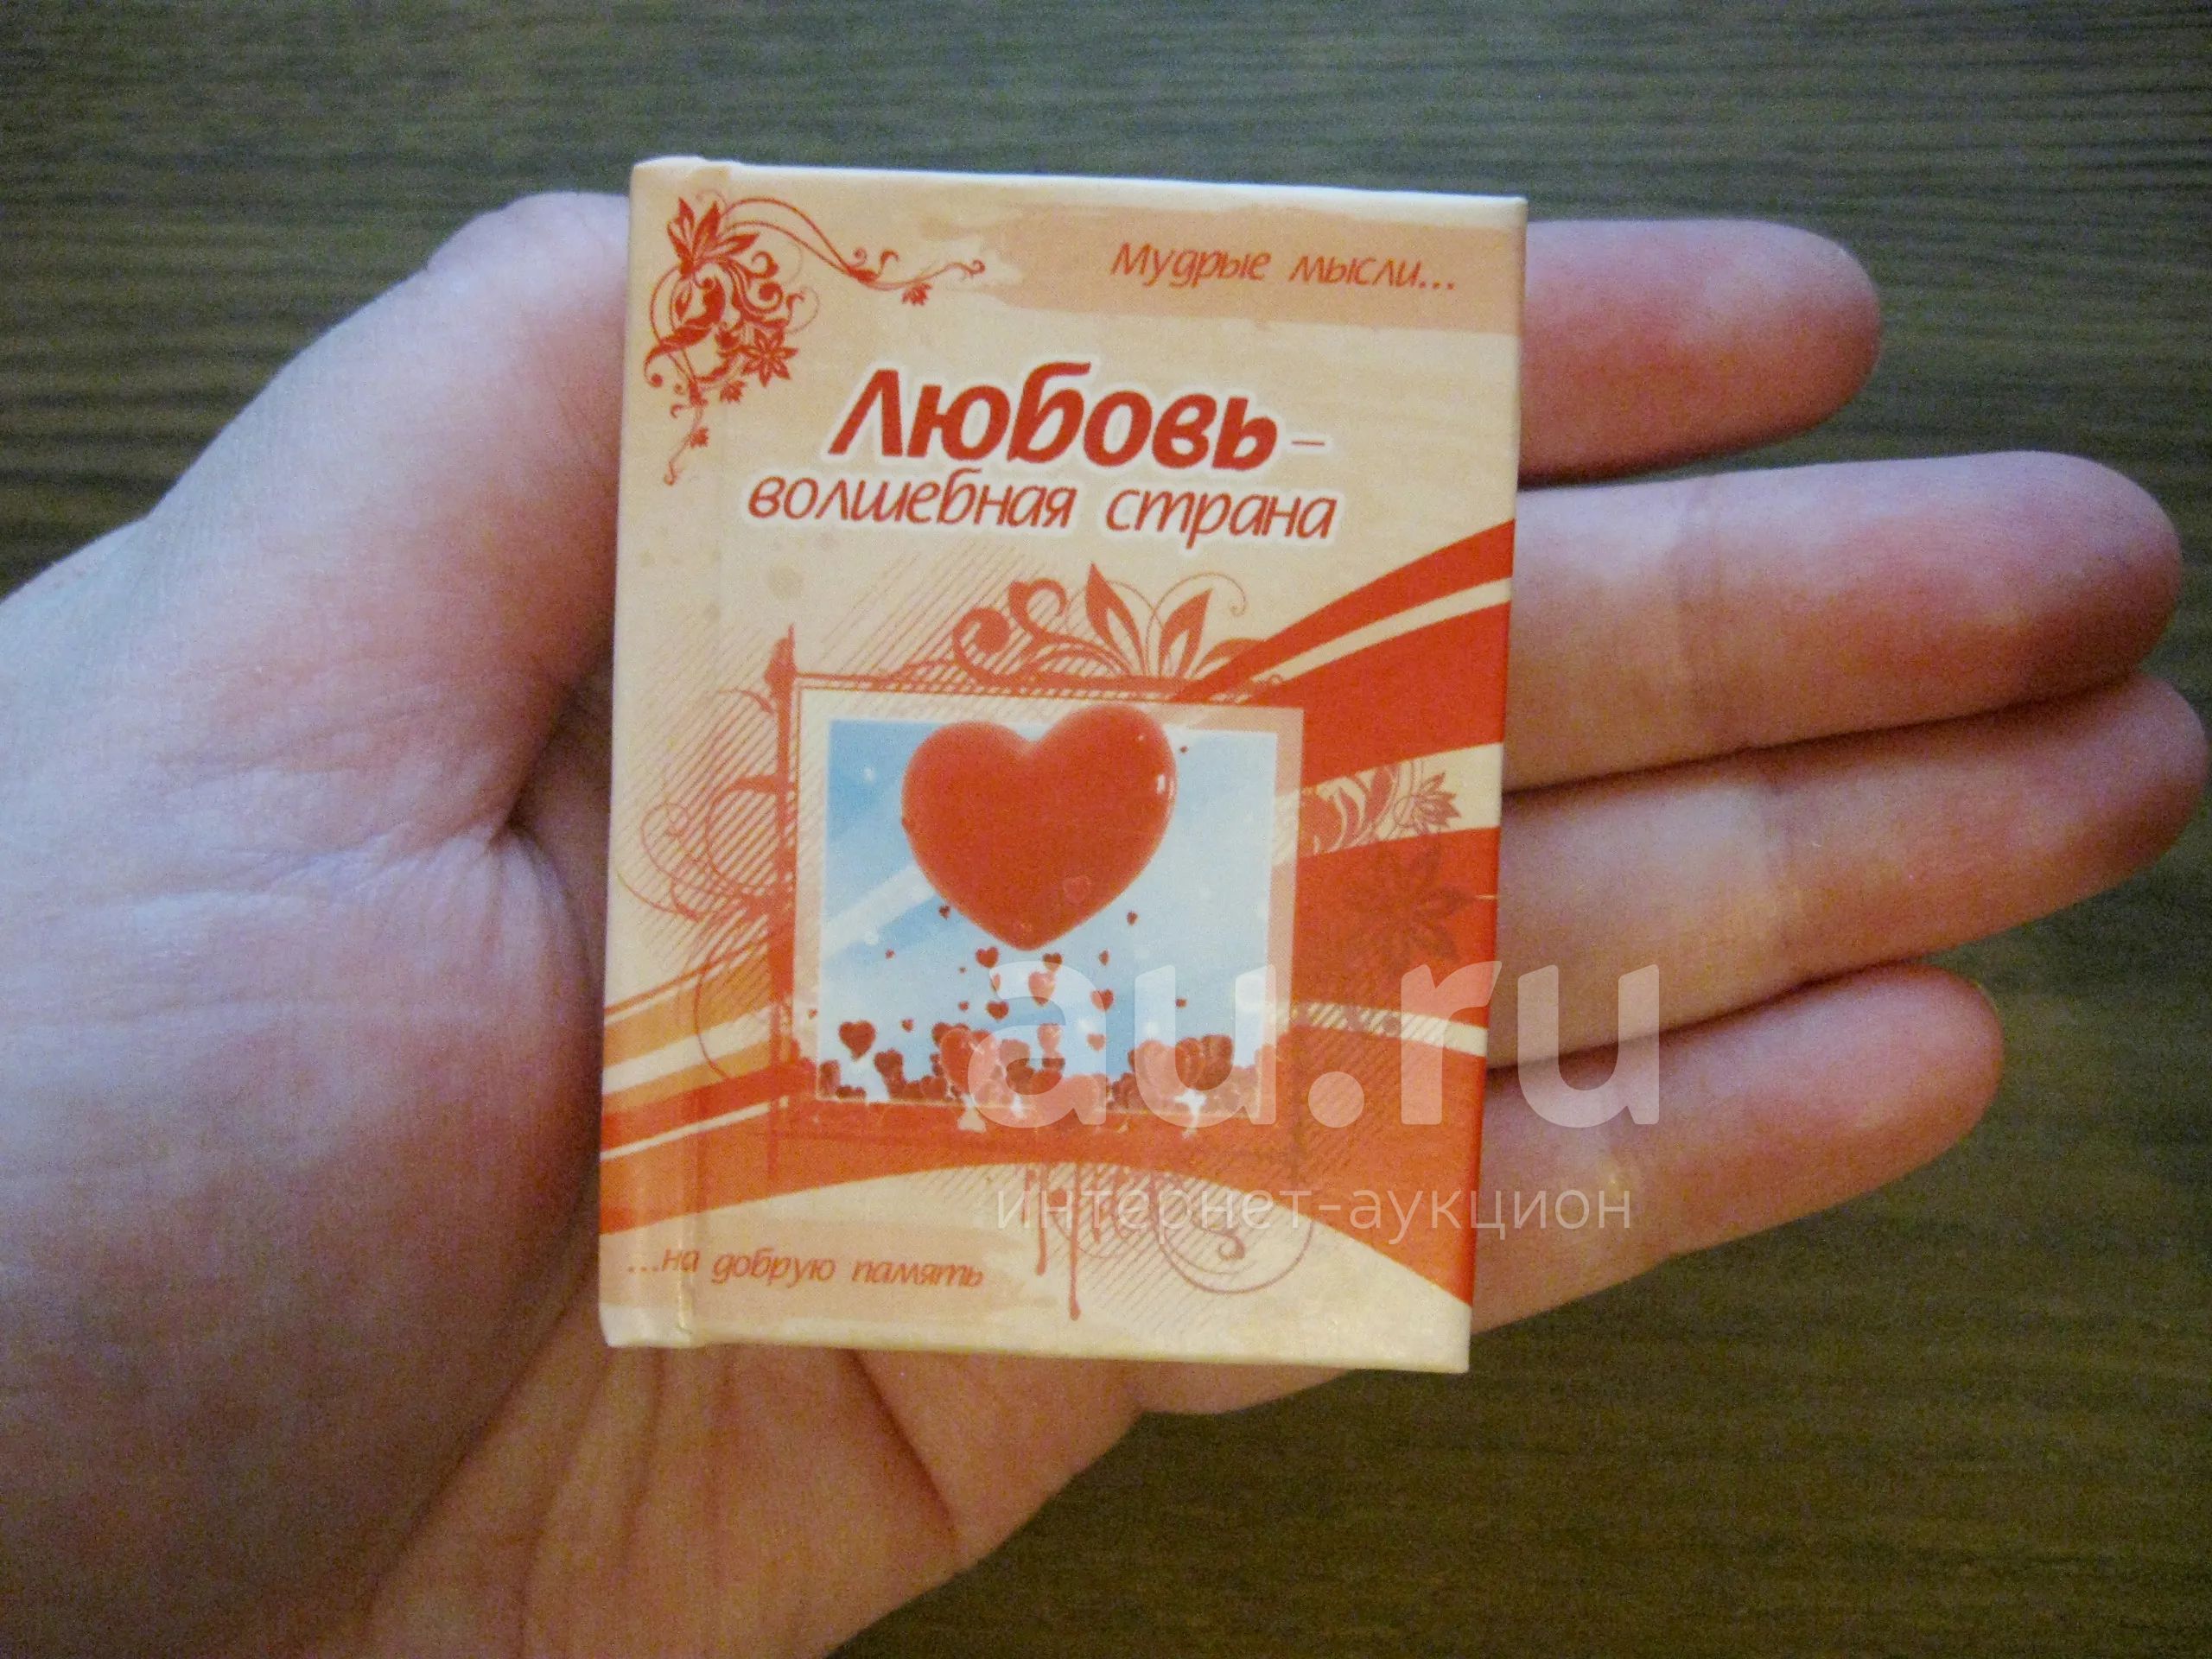 Мудрые мысли...
Любовь –
волшебная страна
au.ru
интернет-аукцион
...на добрую память